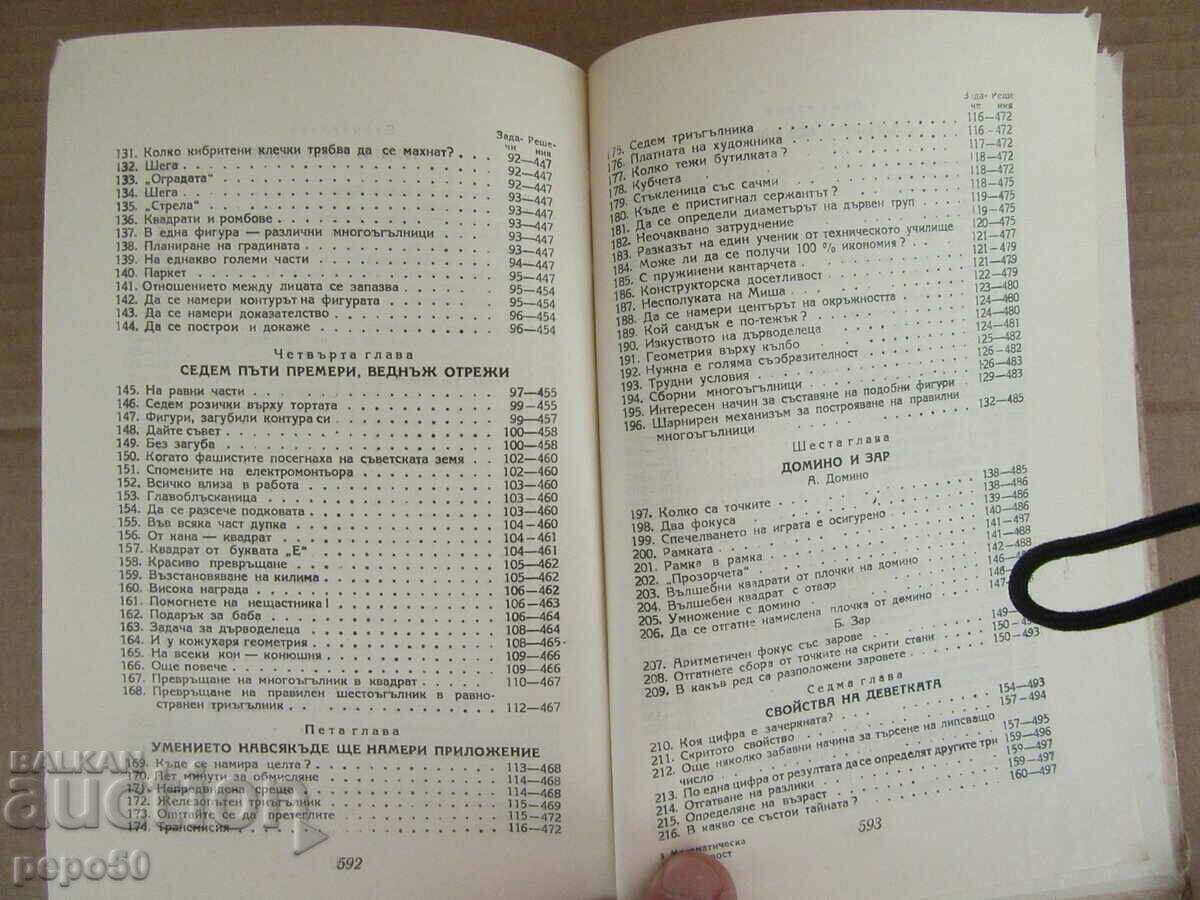 Зада- Реше-
чи ния
131. Колко кибритени клечки трябва да се махнат? . . 92—447
132. Шега 92—447
133. „Оградата“ 92—447
134. Шега 93—447
135. „Стрела“ 93—447
136. Квадрати и ромбове 93—447
137. В една фигура — различни многоъгълници 93—447
138. Планиране на градината 93—447
139. На еднакво големи части 94—447
140. Паркет 95—447
141. Отношението между лицата се запазва 95—454
142. Да се намери контурът на фигурата 95—454
143. Да се намери доказателство 96—454
144. Да се построи и докаже 96—454
Четвърта глава
СЕДЕМ ПЪТИ ПРЕМЕРИ, ВЕДНЪЖ ОТРЕЖИ
145. На равни части 97—455
146. Седем розички върху тортата 99—455
147. Фигури, загубили контура си 99—457
148. Дайте съвет 100—458
149. Без загуба 100—458
150. Когато фашистите посегнаха на съветската земя 102—460
151. Спомените на електромонтьора 102—460
152. Всичко влиза в работа 103—460
153. Главоблъсканица 103—460
154. Да се разсече подковата 103—460
155. Във всяка част дупка 104—460
156. От кана — квадрат 104—461
157. Квадрат от буквата „Е“ 104—461
158. Красиво превръщане 105—462
159. Възстановяване на килима 105—462
160. Висока награда 106—462
161. Помогнете на нещастника! 106—463
162. Подарък за баба 106—464
163. Задача за дърводелеца 108—464
164. И у кожухаря геометрия 108—465
165. На всеки кон — конюшня 109—466
166. Още повече 109—466
167. Превръщане на многоъгълник в квадрат 110—467
168. Превръщане на правилен шестоъгълник в равно-
странен триъгълник 112—467
Пета глава
УМЕНИЕТО НАВСЯКЪДЕ ЩЕ НАМЕРИ ПРИЛОЖЕНИЕ
169. Къде се намира целта? 113—468
170. Пет минути за обмисляне 114—468
171. Непредвидена среща 114—468
172. Железопътен триъгълник 115—469
173. Опитайте се да претеглите 115—472
174. Трансмисия 116—472
592
Зада- Реше
чи ния
175. Седем триъгълника 116—472
176. Платната на художника 116—472
177. Колко тежи бутилката? 117—472
178. Кубчета 118—472
179. Стъкленица със сачми 118—472
180. Къде е пристигнал сержантът? 118—475
181. Да се определи диаметърът на дървен груп 119—475
182. Неочаквано затруднение 120—475
183. Разказът на един ученик от техническото училище 121—477
184. Може ли да се получи 100 % икономия? 121—479
185. С пружинени кантарчета 121—479
186. Конструкторска досетливост 122—479
187. Несполуката на Миша 123—480
188. Да се намери центърът на окръжността 124—480
189. Кой сандък е по-тежък? 124—480
190. Изкуството на дърводелеца 124—481
191. Геометрия върху кълбо 125—482
192. Нужна е голяма съобразителност 126—482
193. Трудни условия 126—483
194. Сборни многоъгълници 129—483
195. Интересен начин за съставяне на подобни фигури
196. Шарнирен механизъм за построяване на правилни
многоъгълници 132—485
Шеста глава
ДОМИНО И ЗАР
А. Домино
197. Колко са точките 138—485
198. Два фокуса 138—486
199. Спечелването на играта е осигурено 139—486
200. Рамката 140—486
201. Рамка в рамка 141—487
202. „Прозорчета“ 141—488
203. Вълшебни квадрати от плочки на домино 142—488
204. Вълшебен квадрат с отвор 146—
205. Умножение с домино 146—
206. Да се отгатне намислена плочка от домино 147—
Б. Зар
207. Аритметичен фокус със зарове 149—
208. Отгатнете сбора от точките на скрити стани 150—
209. В какъв ред са разположени заровете 150—493
Седма глава
СВОЙСТВА НА ДЕВЕТКАТА
210. Коя цифра е зачеркната? 154—493
211. Скритото свойство 157—494
212. Още няколко забавни начина за търсене на липсващо
число 157—495
213. По една цифра от резултата да се определят другите три 159—496
214. Отгатване на разлики 159—497
215. Определяне на възраст 159—497
216. В какво се състои тайната? 160—497
593
Математическа
ост
BALKAN
auction
pepo50